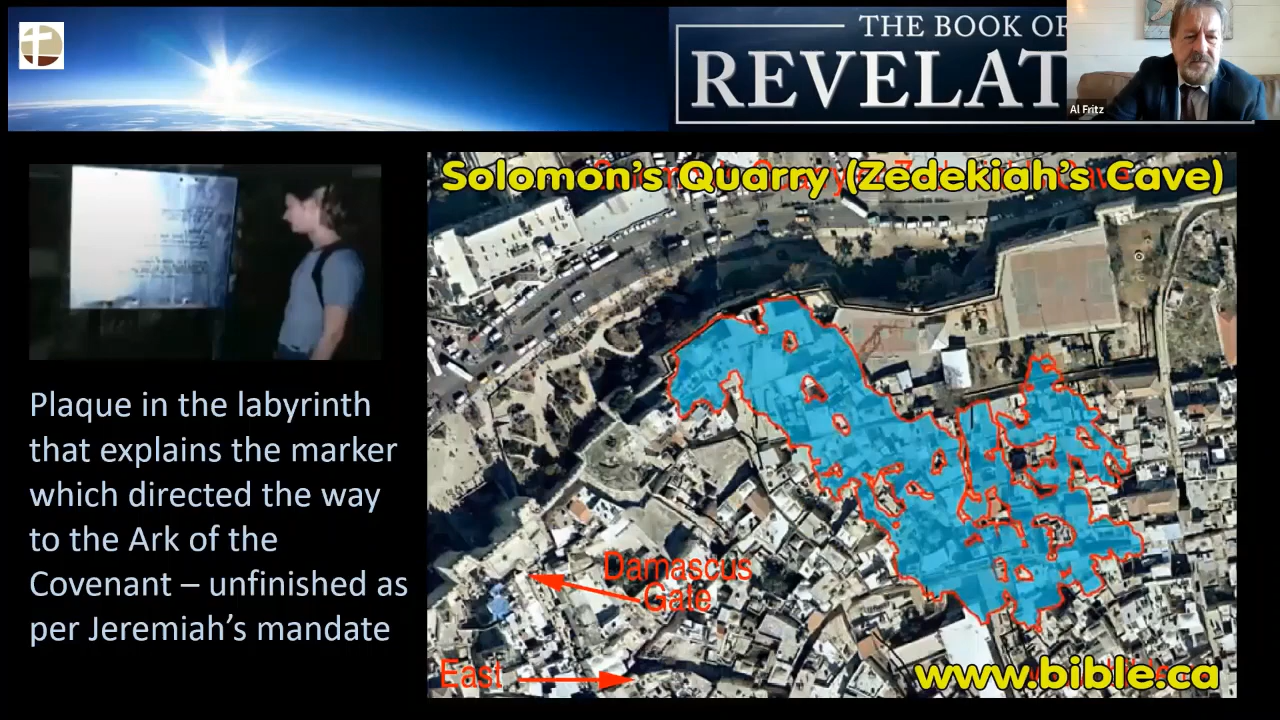 THE BOOK OF
REVELAT
Al Fritz
Solomon's Quarry (Zedekiah's Cave)
Plaque in the labyrinth
that explains the marker
which directed the way
to the Ark of the
Covenant – unfinished as
per Jeremiah's mandate
Damascus
Gate
East
www.bible.ca